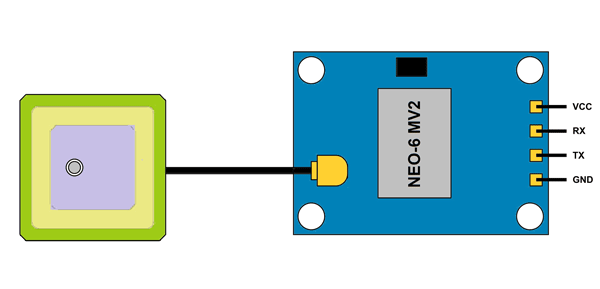 NEO-6 MV2
VCC
RX
TX
GND